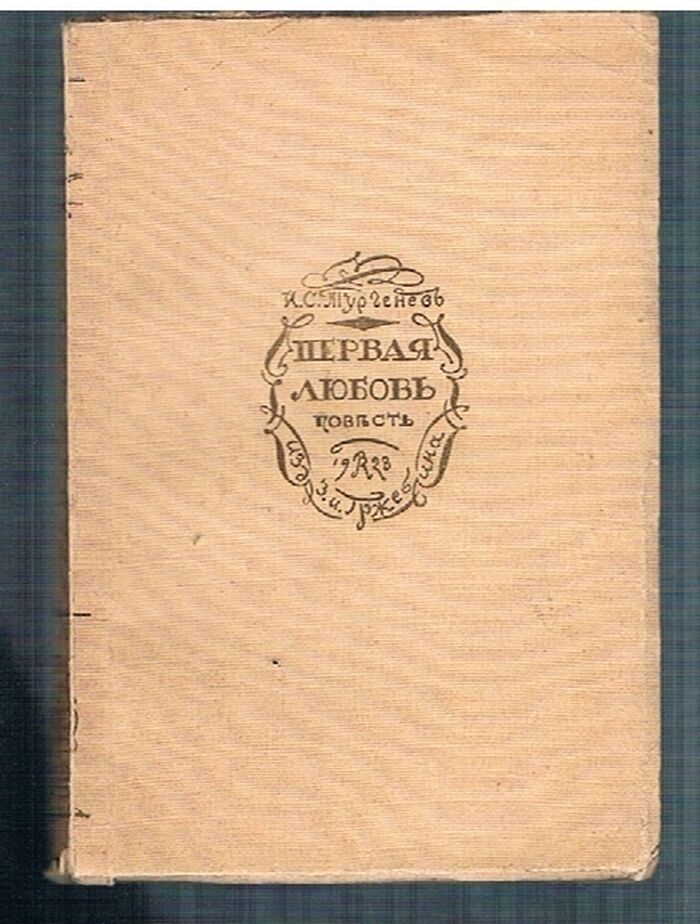 И.С.Тургеневъ
ПЕРВАЯ
ЛЮБОВЬ
ПОВѢСТЬ
1923
изд З.И.Гржебина